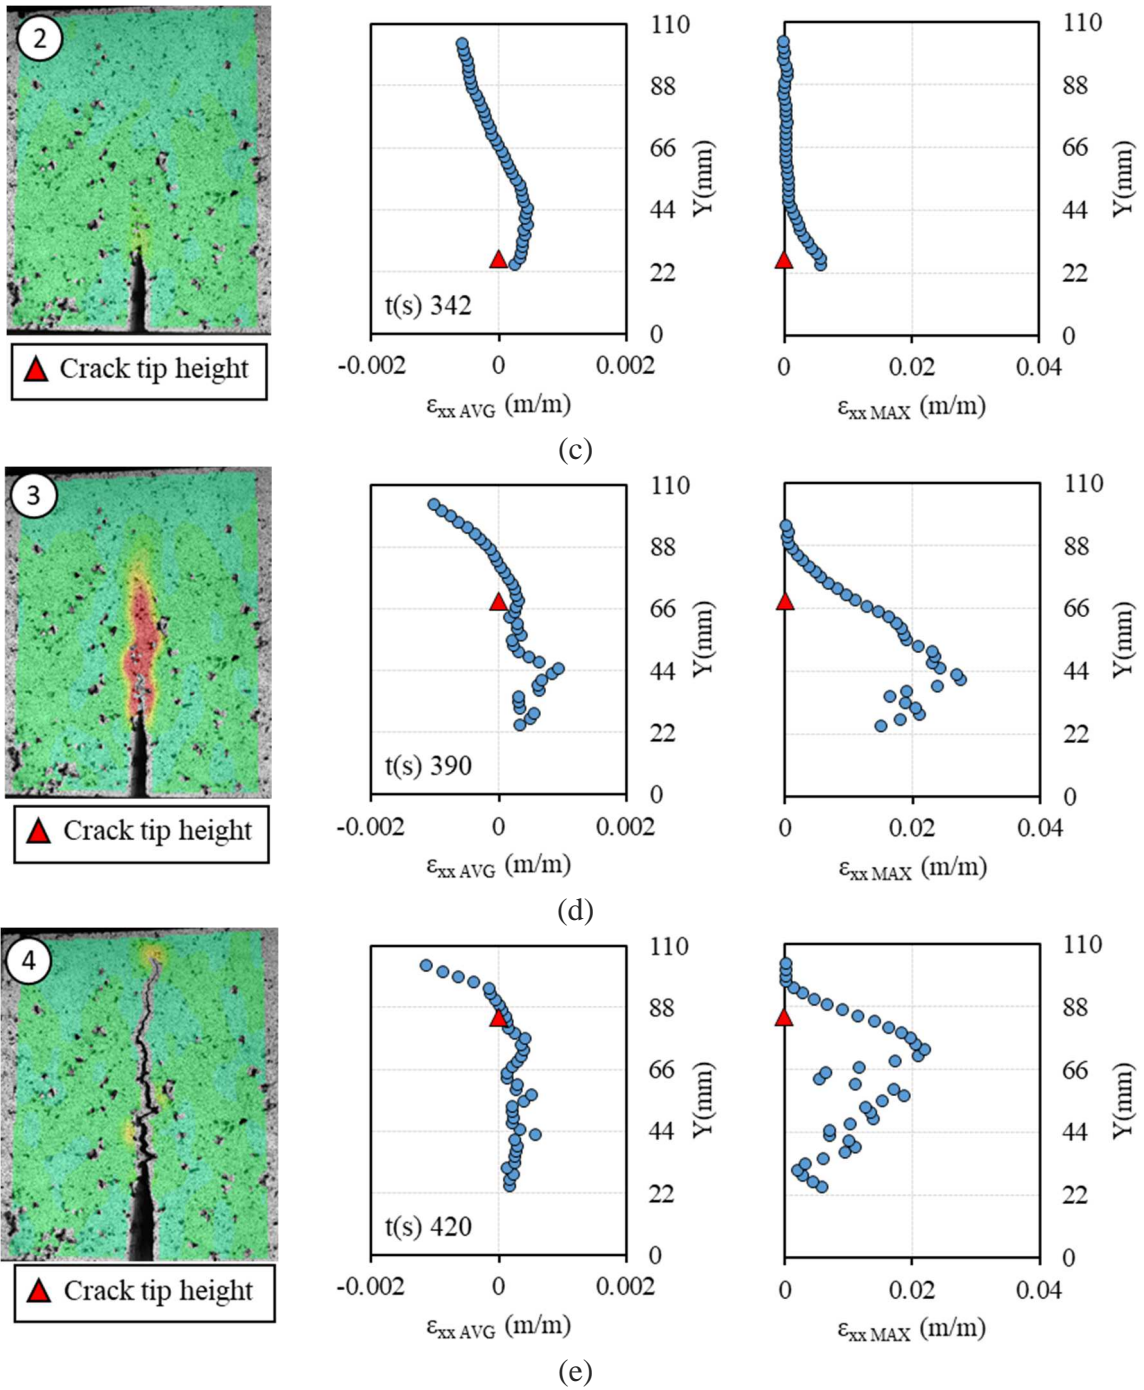 2
Crack tip height
110
88
66
44
22
0
Y(mm)
t(s) 342
-0.002 0 0.002
εxx AVG (m/m)
110
88
66
44
22
0
Y(mm)
0 0.02 0.04
εxx MAX (m/m)
(c)
3
Crack tip height
110
88
66
44
22
0
Y(mm)
t(s) 390
-0.002 0 0.002
εxx AVG (m/m)
110
88
66
44
22
0
Y(mm)
0 0.02 0.04
εxx MAX (m/m)
(d)
4
Crack tip height
110
88
66
44
22
0
Y(mm)
t(s) 420
-0.002 0 0.002
εxx AVG (m/m)
110
88
66
44
22
0
Y(mm)
0 0.02 0.04
εxx MAX (m/m)
(e)